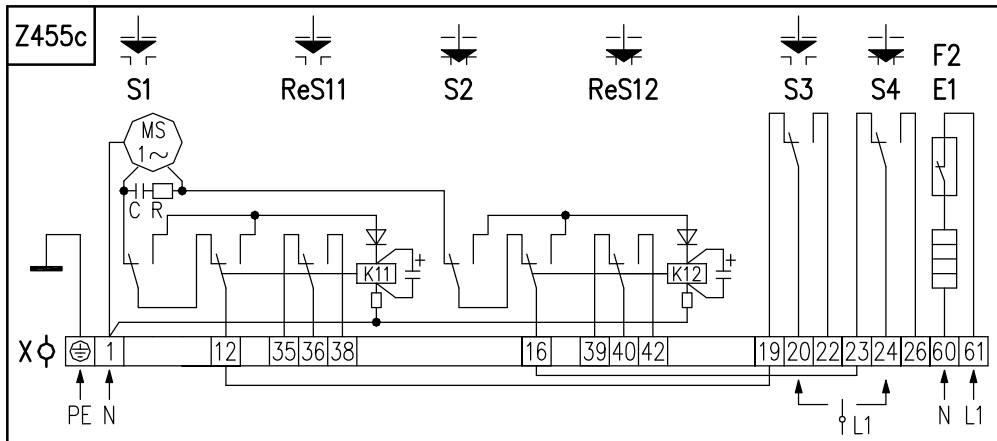 Z455c
S1 ReS11 S2 ReS12 S3 S4 F2
E1
MS
1~
C R
K11 + K12 +
X 1 12 35 36 38 16 39 40 42 19 20 22 23 24 26 60 61
PE N L1 N L1